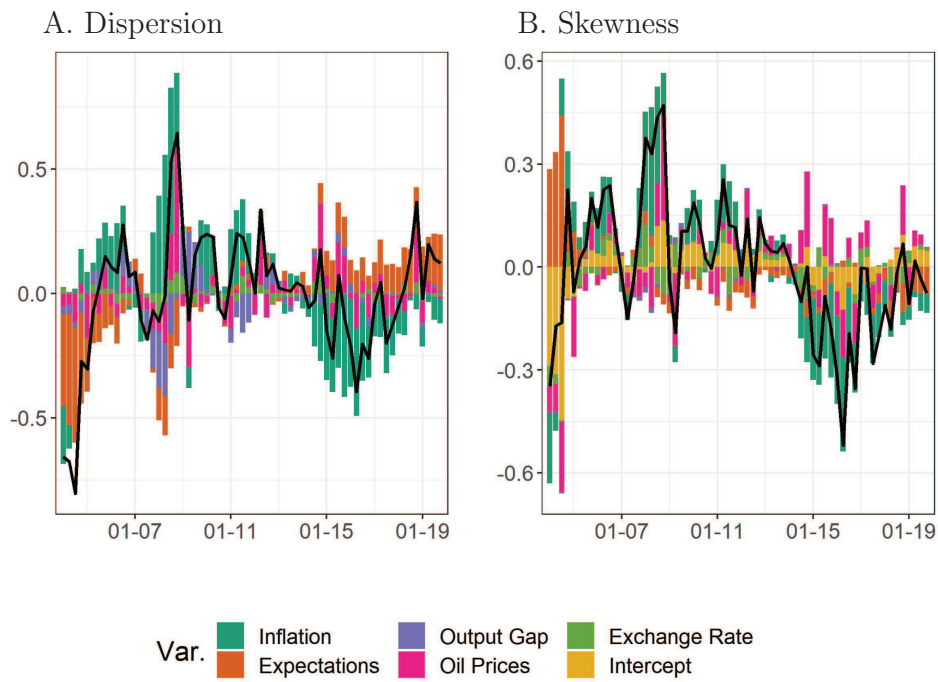 A. Dispersion
B. Skewness
0.5
0.0
-0.5
01-07 01-11 01-15 01-19
0.6
0.3
0.0
-0.3
-0.6
01-07 01-11 01-15 01-19
Var.
Inflation Output Gap Exchange Rate
Expectations Oil Prices Intercept